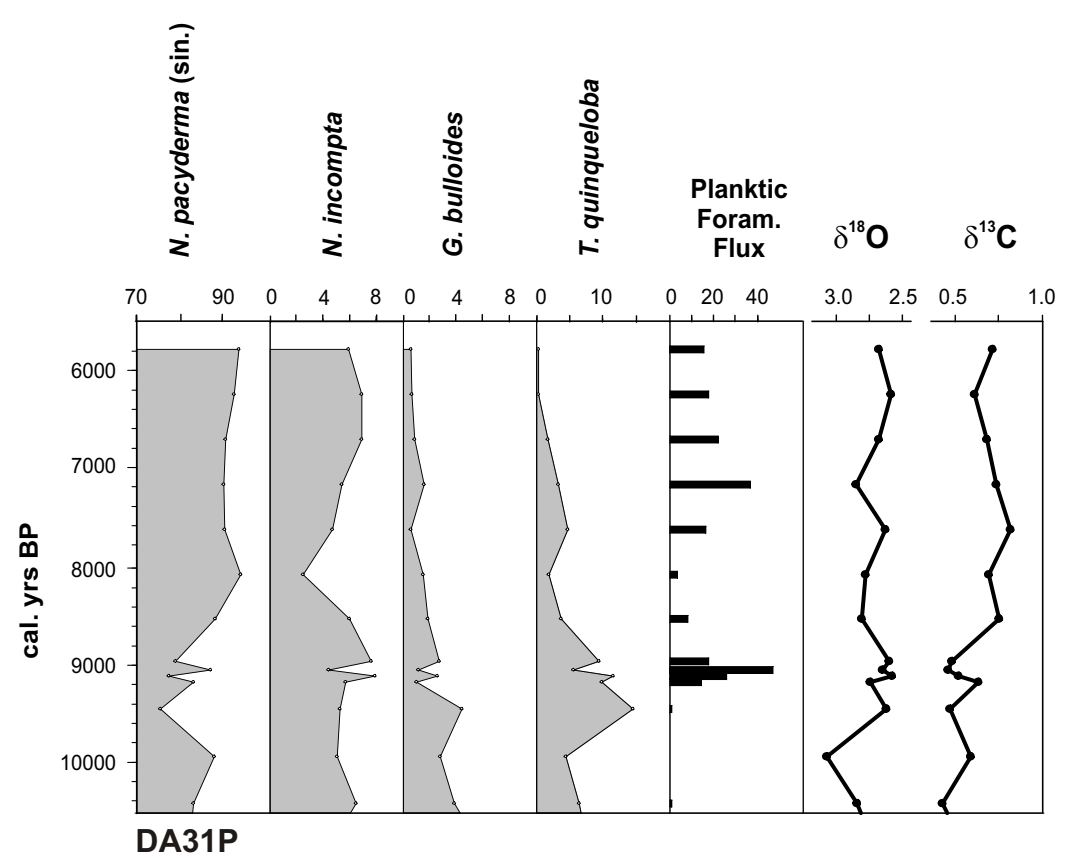 N. pacyderma (sin.)
N. incompta
G. bulloides
T. quinqueloba
Planktic
Foram.
Flux
δ18O
δ13C
70 90 0 4 8 0 4 8 0 10 0 20 40 3.0 2.5 0.5 1.0
cal. yrs BP
6000
7000
8000
9000
10000
DA31P